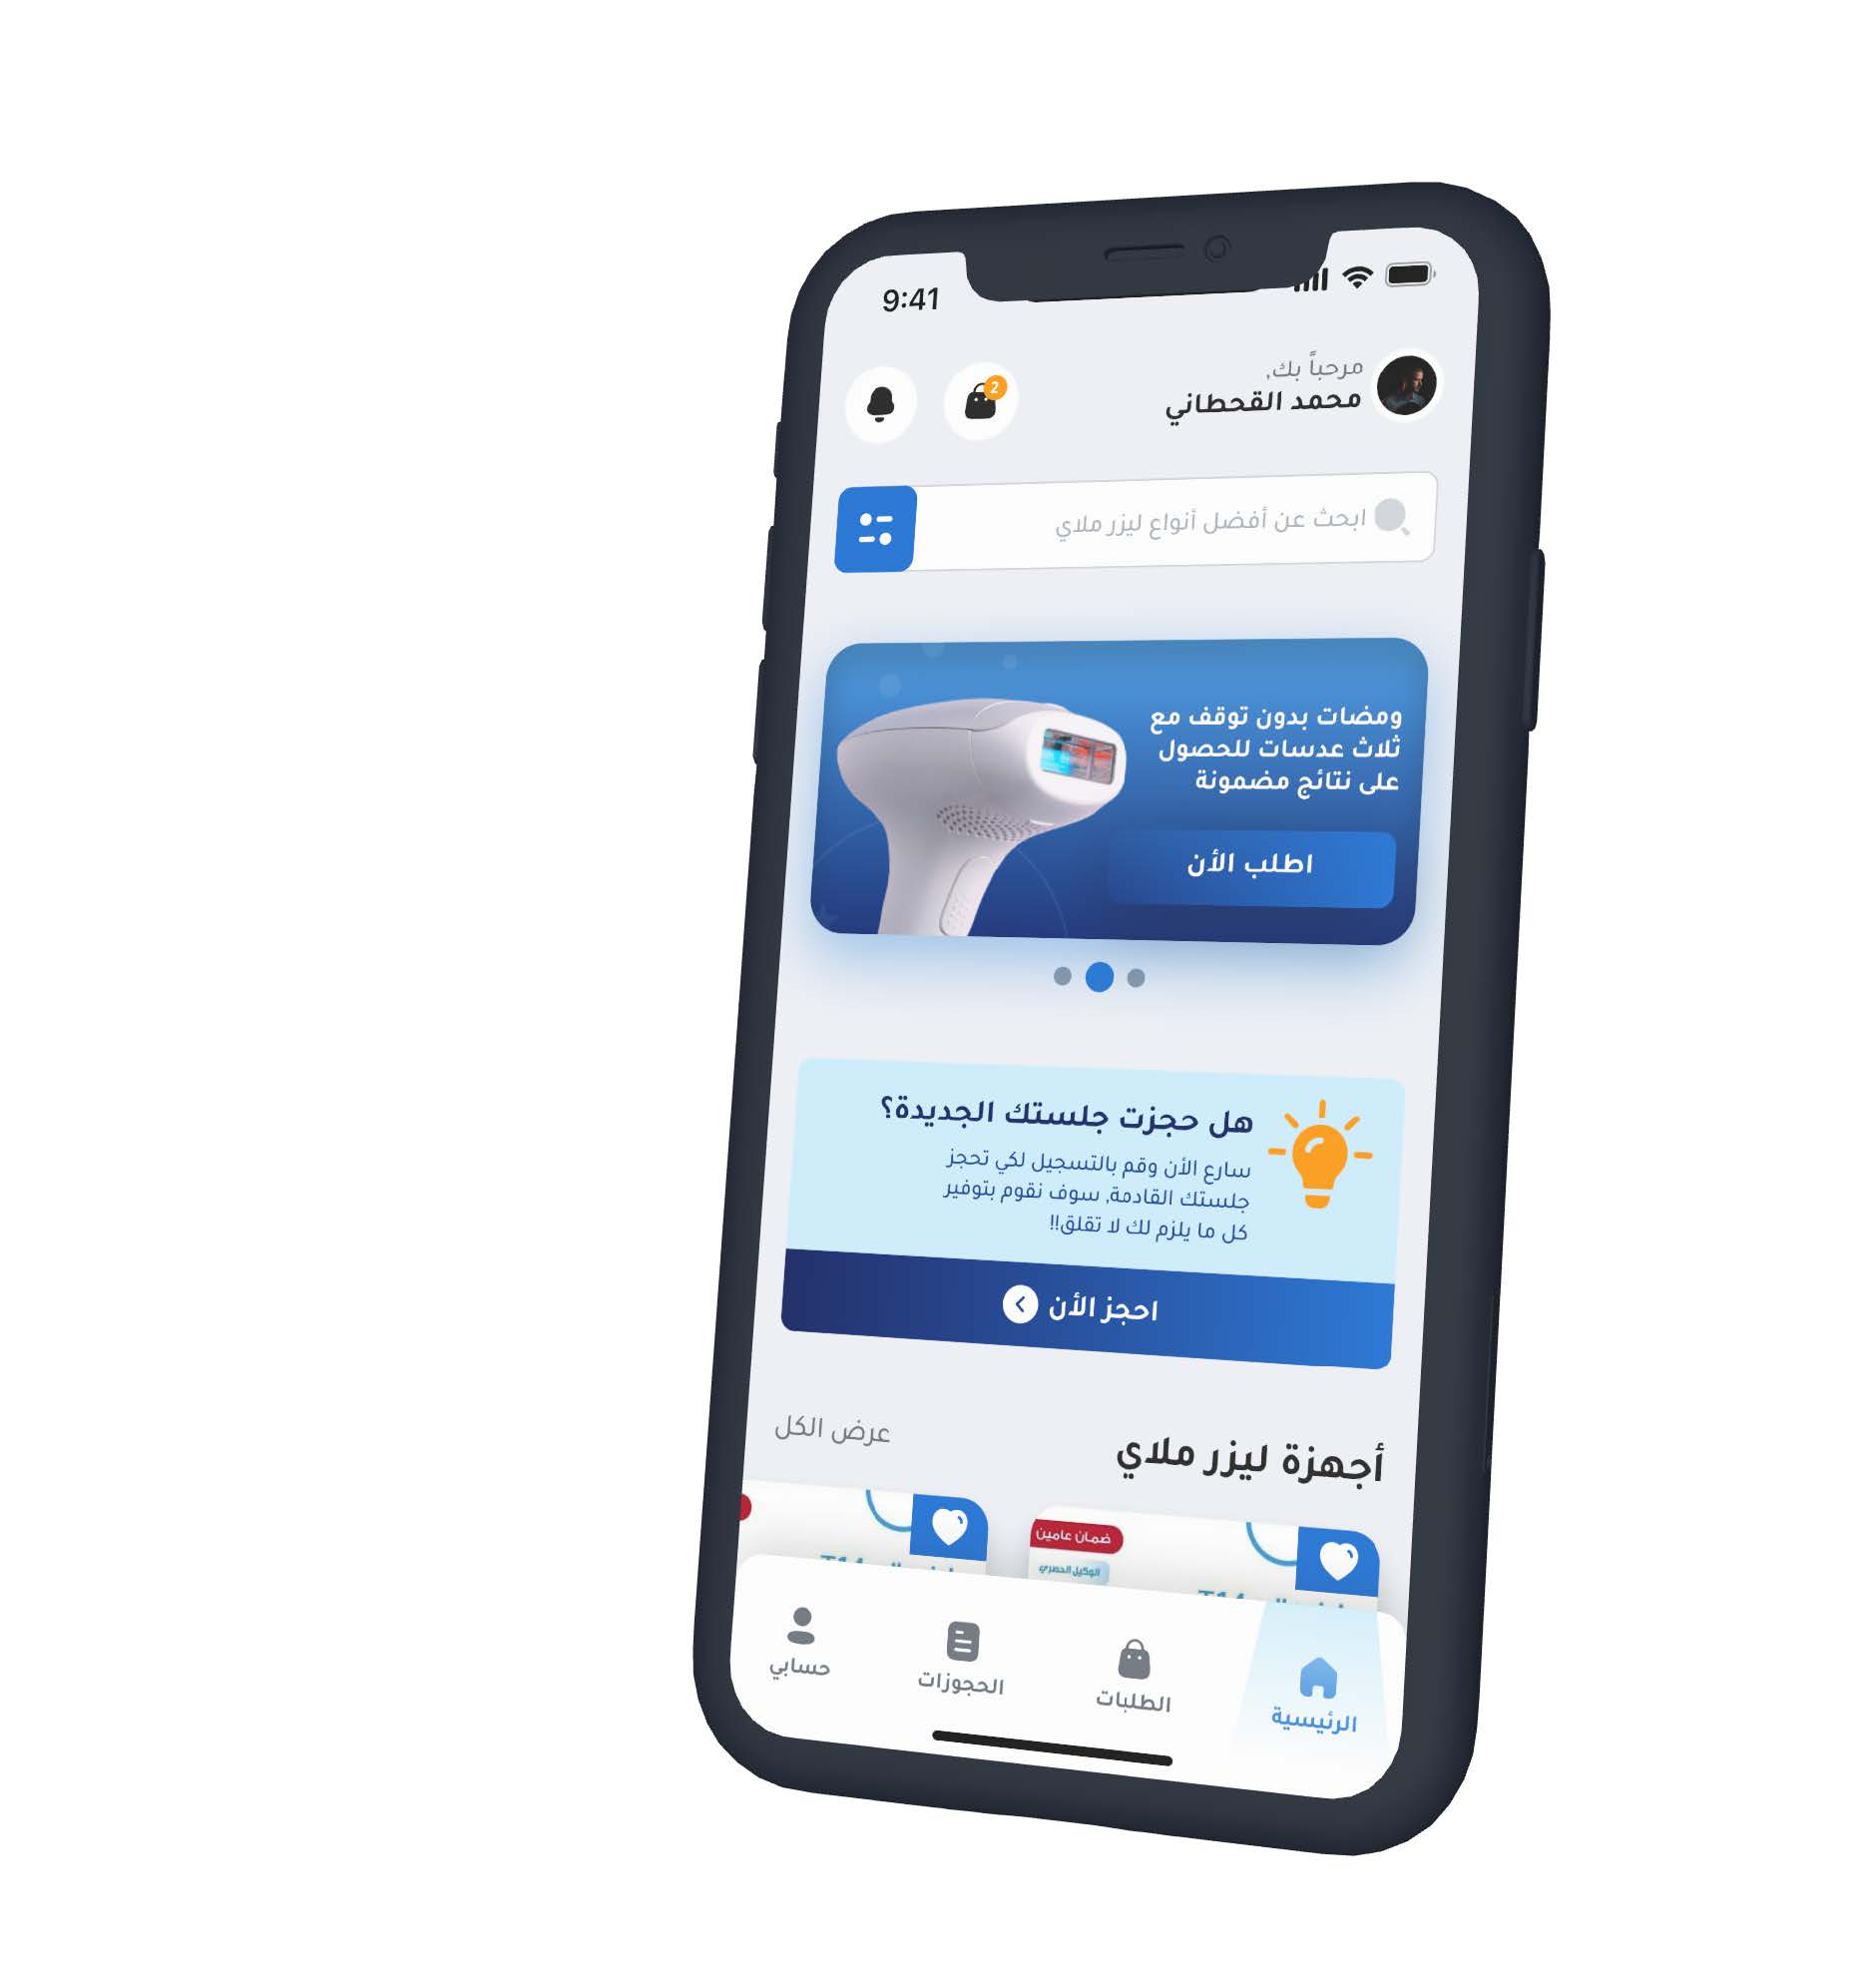 9:41
مرحباً بك,
محمد القحطاني
2
ابحث عن أفضل أنواع ليزر ملاي
ومضات بدون توقف مع
ثلاث عدسات للحصول
على نتائج مضمونة
اطلب الأن
هل حجزت جلستك الجديدة؟
سارع الأن وقم بالتسجيل لكي تحجز
جلستك القادمة, سوف نقوم بتوفير
كل ما يلزم لك لا تقلق!!
احجز الأن
أجهزة ليزر ملاي
عرض الكل
ضمان عامين
الوكيل الحصري
الرئيسية
الطلبات
الحجوزات
حسابي